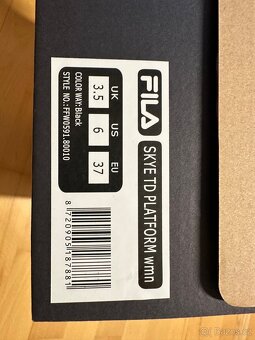 FILA
SKYE TD PLATFORM wmn
UK US EU
3.5 6 37
COLOR WAY:Black
STYLE NO.:FFW0591.80010
8720905187881